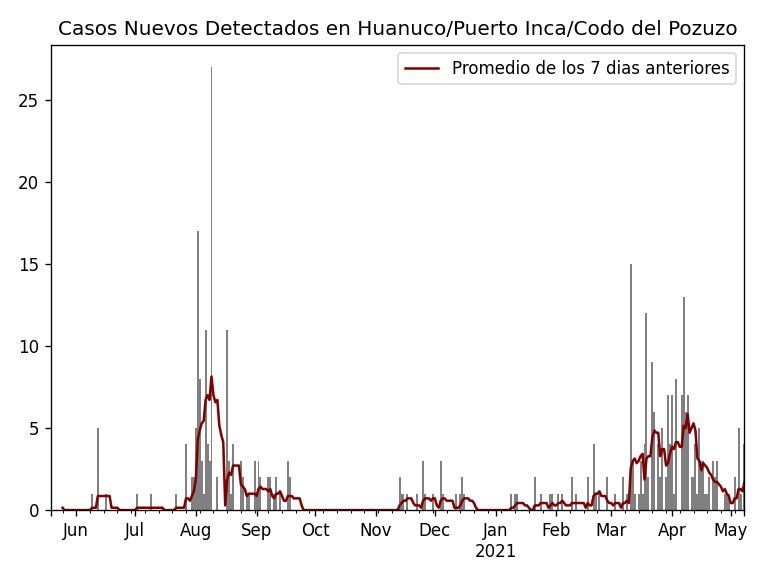 Casos Nuevos Detectados en Huanuco/Puerto Inca/Codo del Pozuzo
Promedio de los 7 dias anteriores
25
20
15
10
5
0
Jun Jul Aug Sep Oct Nov Dec Jan Feb Mar Apr May
2021